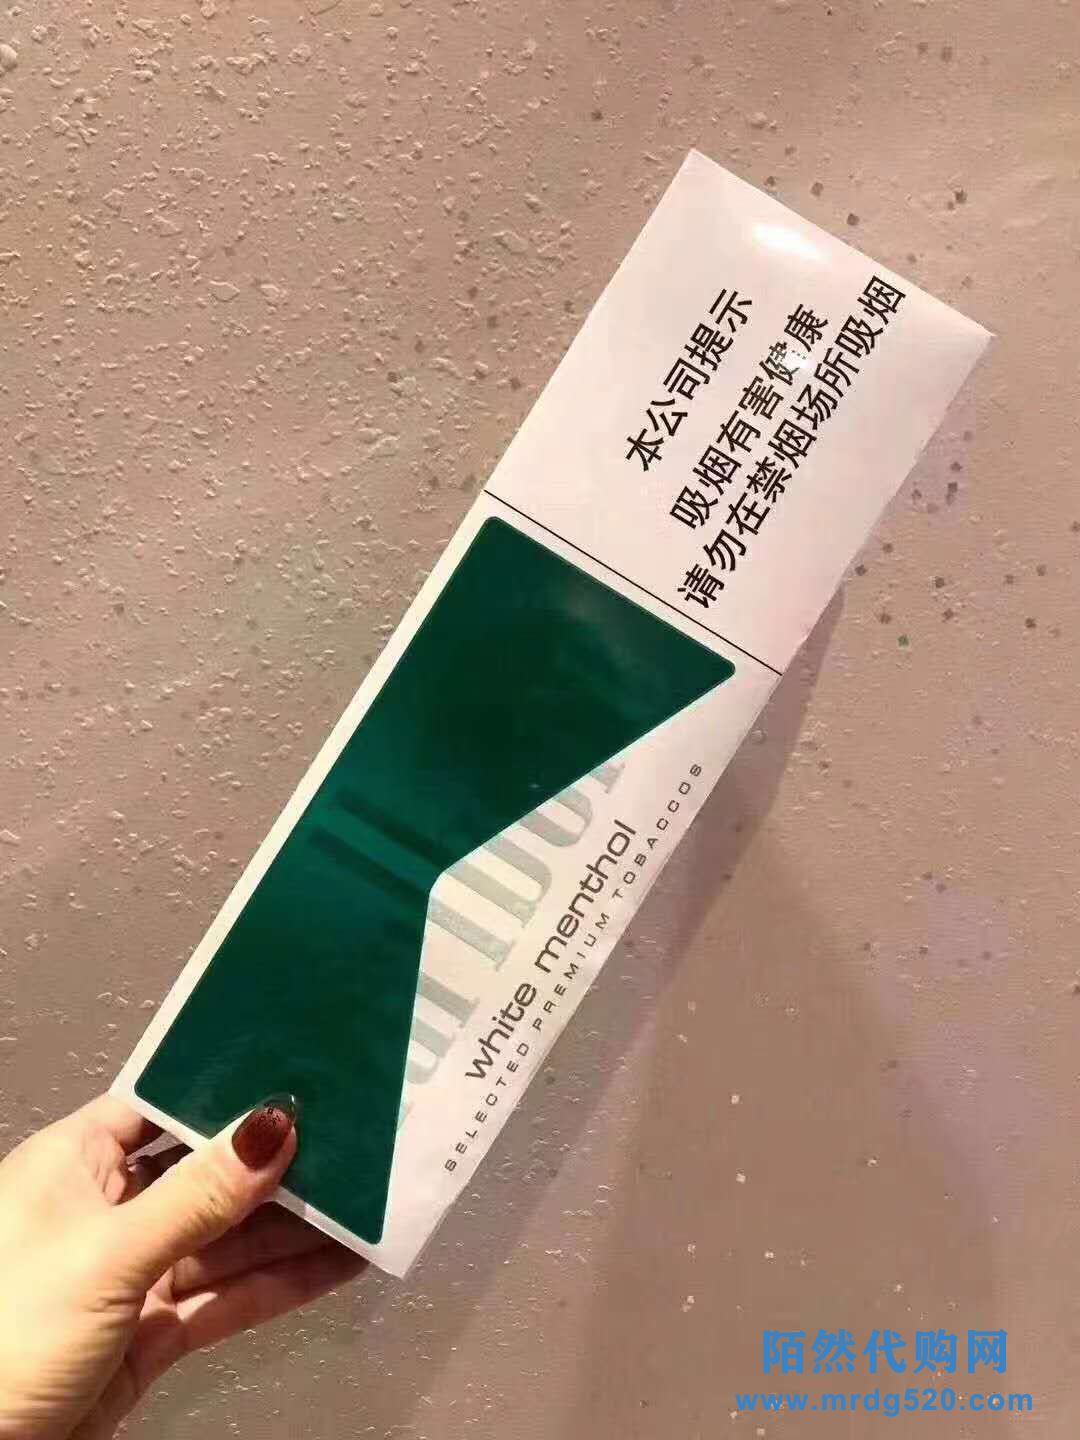 本公司提示
吸烟有害健康
请勿在禁烟场所吸烟
white menthol
SELECTED PREMIUM TOBACCOS
陌然代购网
www.mrdg520.com